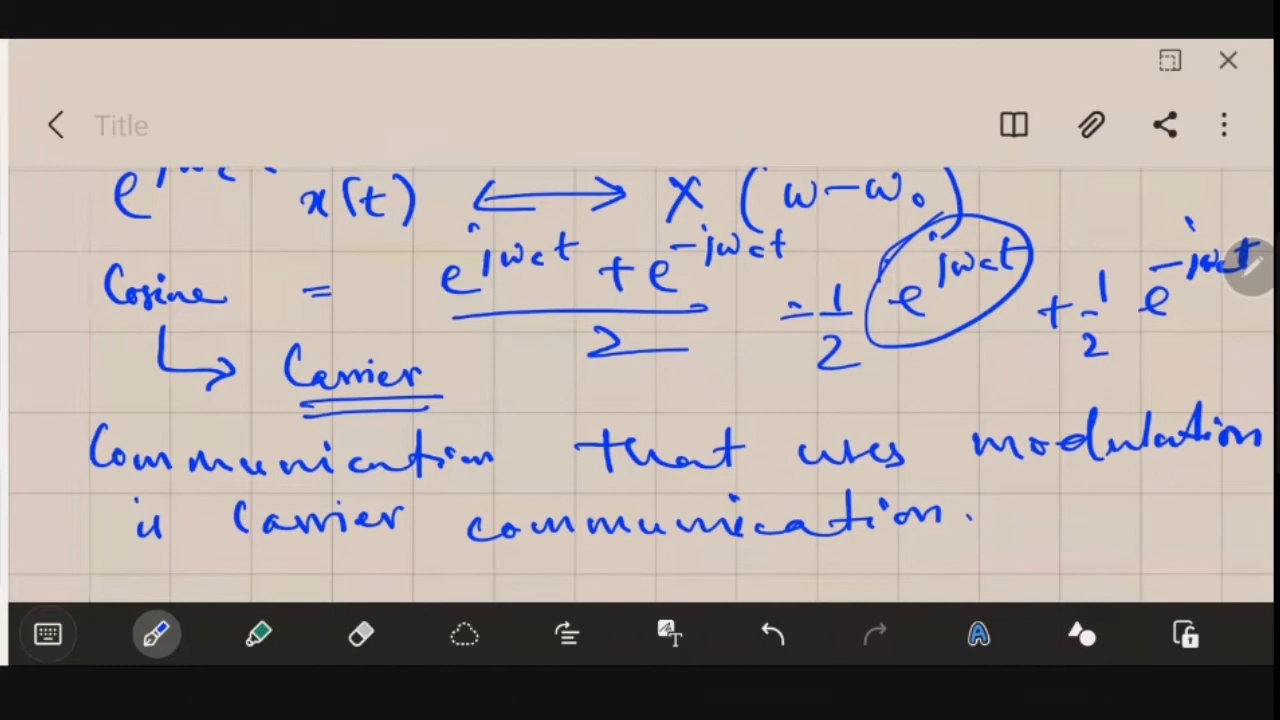 Title
x(t) ⟷ X (ω-ω₀)
Cosine = (e^{jωct} + e^{-jωct})/2 = 1/2 e^{jωct} + 1/2 e^{-jωct}
↳ Carrier
Communication that uses modulation
is Carrier communication.